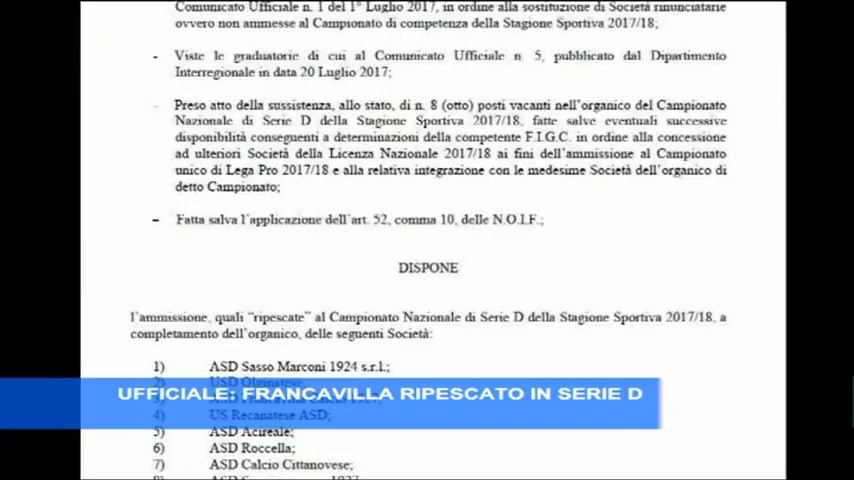 Comunicato Ufficiale n. 1 del 1° Luglio 2017, in ordine alla sostituzione di Società rinunciatarie
ovvero non ammesse al Campionato di competenza della Stagione Sportiva 2017/18;
- Viste le graduatorie di cui al Comunicato Ufficiale n. 5, pubblicato dal Dipartimento
Interregionale in data 20 Luglio 2017;
- Preso atto della sussistenza, allo stato, di n. 8 (otto) posti vacanti nell'organico del Campionato
Nazionale di Serie D della Stagione Sportiva 2017/18, fatte salve eventuali successive
disponibilità conseguenti a determinazioni della competente F.I.G.C. in ordine alla concessione
ad ulteriori Società della Licenza Nazionale 2017/18 ai fini dell'ammissione al Campionato
unico di Lega Pro 2017/18 e alla relativa integrazione con le medesime Società dell'organico di
detto Campionato;
- Fatta salva l'applicazione dell'art. 52, comma 10, delle N.O.I.F.;
DISPONE
l'ammissione, quali "ripescate" al Campionato Nazionale di Serie D della Stagione Sportiva 2017/18, a
completamento dell'organico, delle seguenti Società:
1) ASD Sasso Marconi 1924 s.r.l.;
2) USD Olginatese
UFFICIALE: FRANCAVILLA RIPESCATO IN SERIE D
4) US Recanatese ASD;
5) ASD Acireale;
6) ASD Roccella;
7) ASD Calcio Cittanovese;